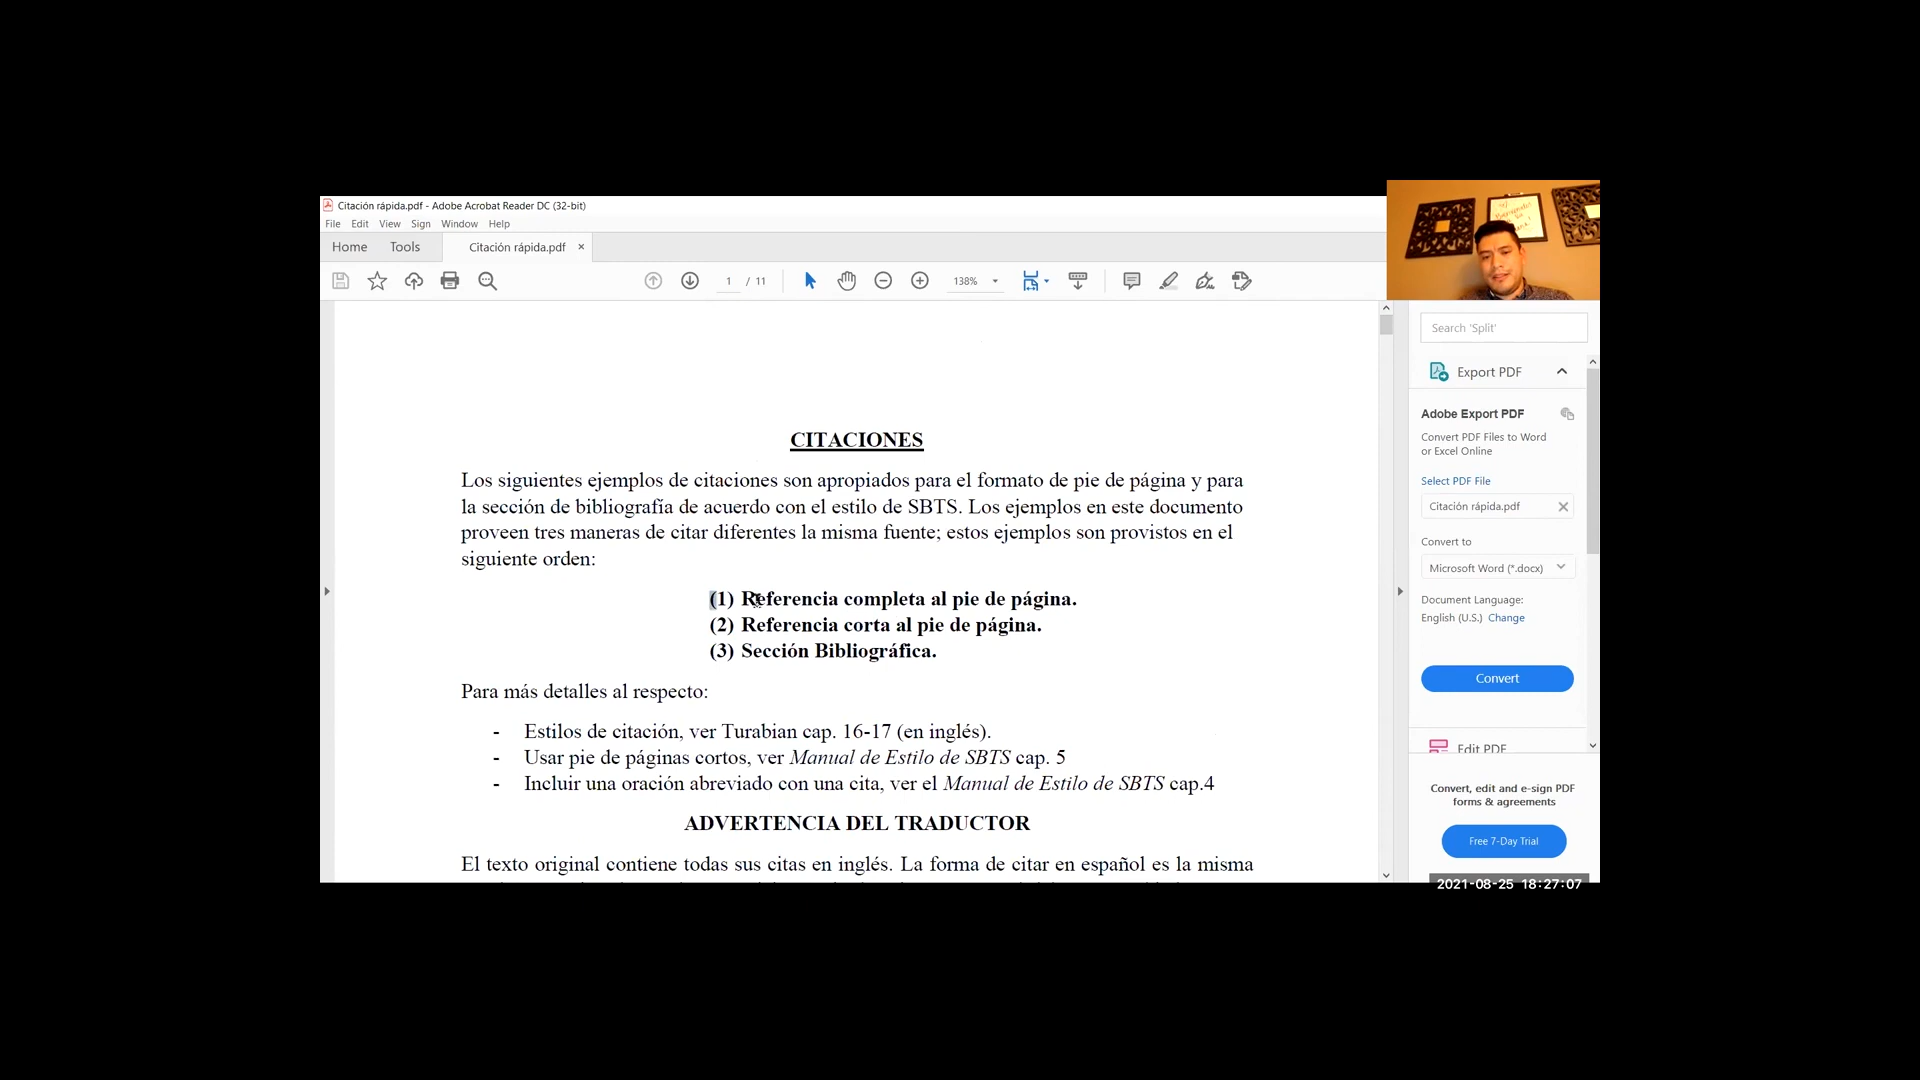 Citación rápida.pdf - Adobe Acrobat Reader DC (32-bit)
File Edit View Sign Window Help
Home Tools Citación rápida.pdf ×
1 / 11 138%
Search 'Split'
Export PDF
Adobe Export PDF
Convert PDF Files to Word
or Excel Online
Select PDF File
Citación rápida.pdf
Convert to
Microsoft Word (*.docx)
Document Language:
English (U.S.) Change
Convert
Edit PDF
Convert, edit and e-sign PDF
forms & agreements
Free 7-Day Trial
CITACIONES
Los siguientes ejemplos de citaciones son apropiados para el formato de pie de página y para
la sección de bibliografía de acuerdo con el estilo de SBTS. Los ejemplos en este documento
proveen tres maneras de citar diferentes la misma fuente; estos ejemplos son provistos en el
siguiente orden:
(1) Referencia completa al pie de página.
(2) Referencia corta al pie de página.
(3) Sección Bibliográfica.
Para más detalles al respecto:
- Estilos de citación, ver Turabian cap. 16-17 (en inglés).
- Usar pie de páginas cortos, ver Manual de Estilo de SBTS cap. 5
- Incluir una oración abreviado con una cita, ver el Manual de Estilo de SBTS cap.4
ADVERTENCIA DEL TRADUCTOR
El texto original contiene todas sus citas en inglés. La forma de citar en español es la misma
2021-08-25 18:27:07